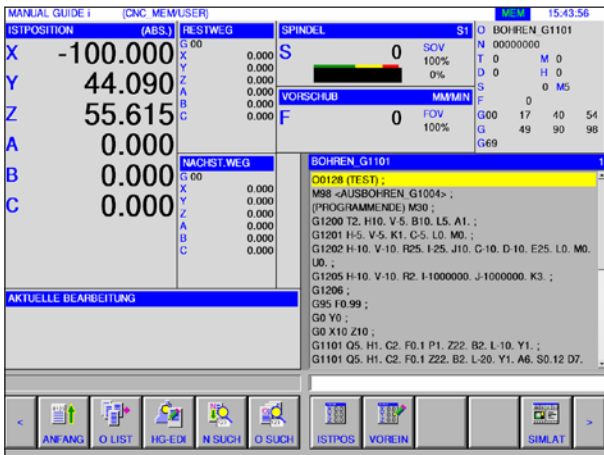 MANUAL GUIDE i (CNC_MEM/USER) MEM 15:43:56
ISTPOSITION (ABS.)
X -100.000
Y 44.090
Z 55.615
A 0.000
B 0.000
C 0.000
RESTWEG
G 00
X 0.000
Y 0.000
Z 0.000
A 0.000
B 0.000
C 0.000
NACHST.WEG
G 00
X 0.000
Y 0.000
Z 0.000
A 0.000
B 0.000
C 0.000
SPINDEL S1
S 0 SOV
100%
0%
VORSCHUB MM/MIN
F 0 FOV
100%
O BOHREN_G1101
N 00000000
T 0 M 0
D 0 H 0
S 0 M5
F 0
G00 17 40 54
G 49 90 98
G69
BOHREN_G1101 1
O0128 (TEST) ;
M98 <AUSBOHREN_G1004> ;
(PROGRAMMENDE) M30 ;
G1200 T2. H10. V-5. B10. L5. A1. ;
G1201 H-5. V-5. K1. C-5. L0. M0. ;
G1202 H-10. V-10. R25. I-25. J10. C-10. D-10. E25. L0. M0.
U0. ;
G1205 H-10. V-10. R2. I-1000000. J-1000000. K3. ;
G1206 ;
G95 F0.99 ;
G0 Y0 ;
G0 X10 Z10 ;
G1101 Q5. H1. C2. F0.1 P1. Z22. B2. L-10. Y1. ;
G1101 Q5. H1. C2. F0.1 Z22. B2. L-20. Y1. A6. S0.12 D7.
AKTUELLE BEARBEITUNG
< ANFANG O LIST HG-EDI N SUCH O SUCH ISTPOS VOREIN SIMLAT >